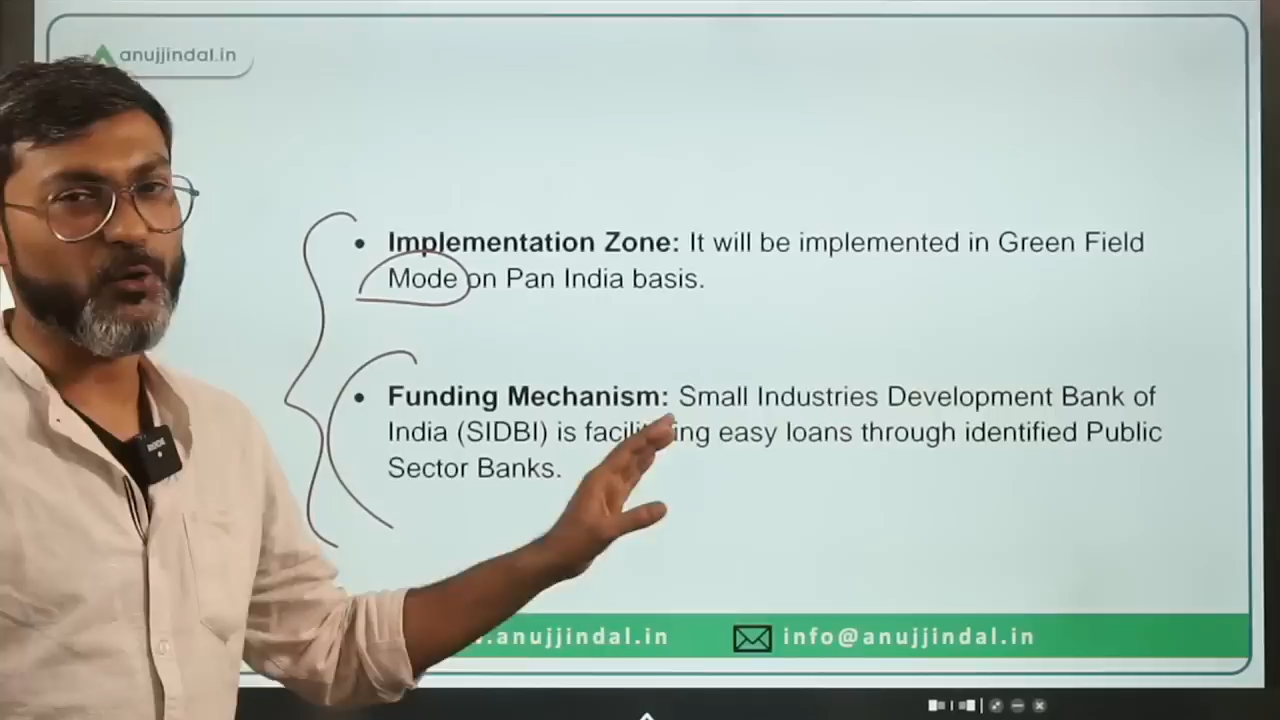 anujjindal.in
• Implementation Zone: It will be implemented in Green Field
Mode on Pan India basis.
• Funding Mechanism: Small Industries Development Bank of
India (SIDBI) is facilitating easy loans through identified Public
Sector Banks.
.anujjindal.in
info@anujjindal.in